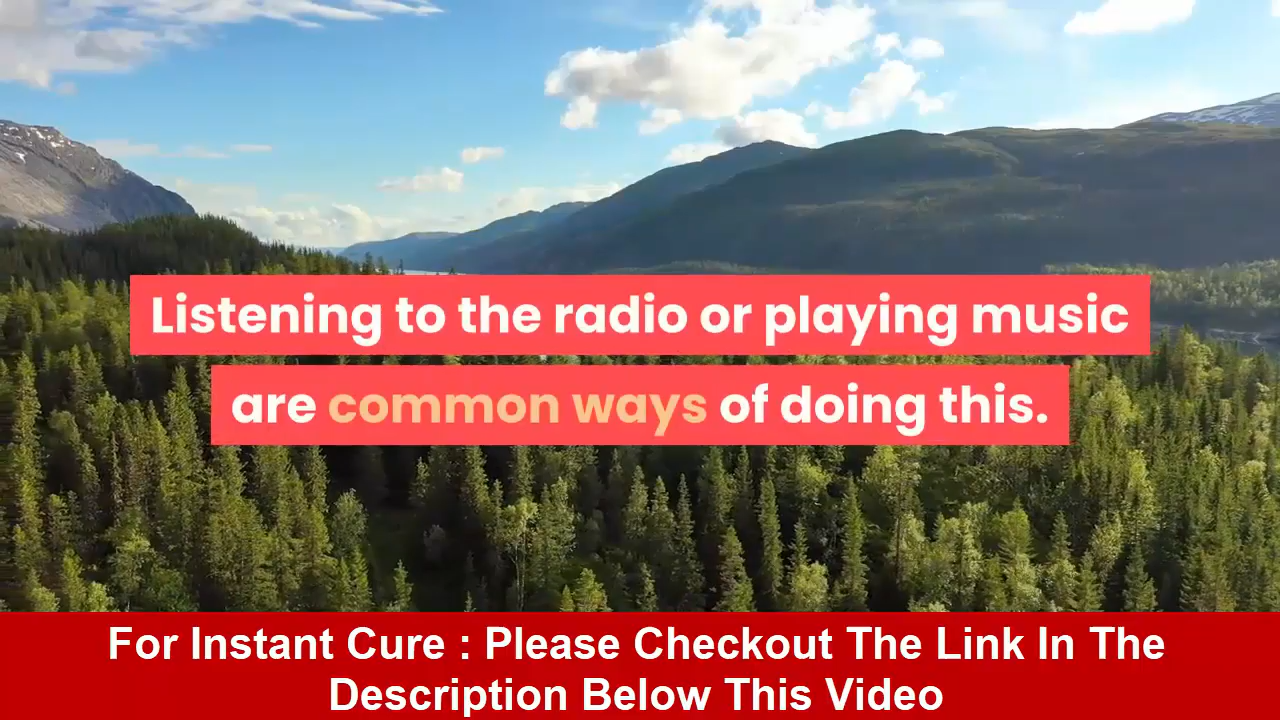 Listening to the radio or playing music
are common ways of doing this.
For Instant Cure : Please Checkout The Link In The
Description Below This Video